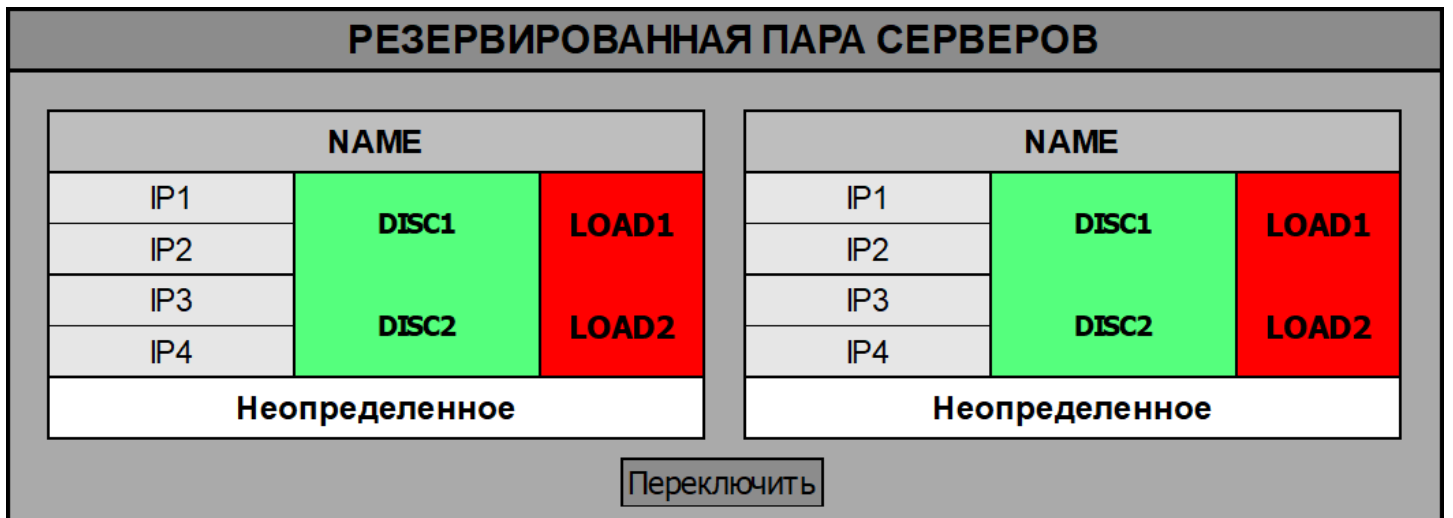 РЕЗЕРВИРОВАННАЯ ПАРА СЕРВЕРОВ
NAME
IP1
IP2
IP3
IP4
DISC1
DISC2
LOAD1
LOAD2
Неопределенное
NAME
IP1
IP2
IP3
IP4
DISC1
DISC2
LOAD1
LOAD2
Неопределенное
Переключить